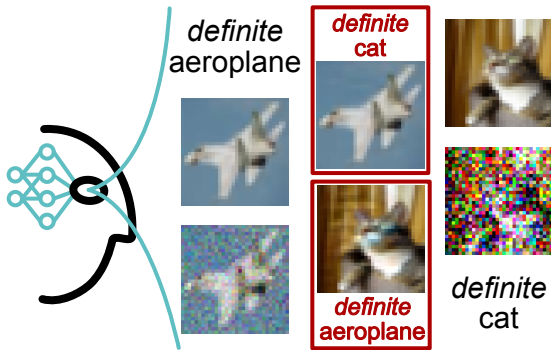 definite
aeroplane
definite
cat
definite
aeroplane
definite
cat